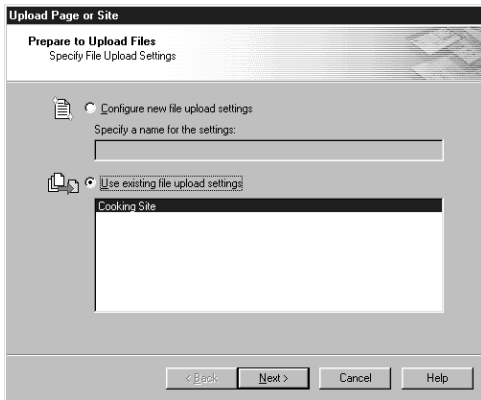 Upload Page or Site
Prepare to Upload Files
Specify File Upload Settings
Configure new file upload settings
Specify a name for the settings:
Use existing file upload settings
Cooking Site
< Back
Next >
Cancel
Help